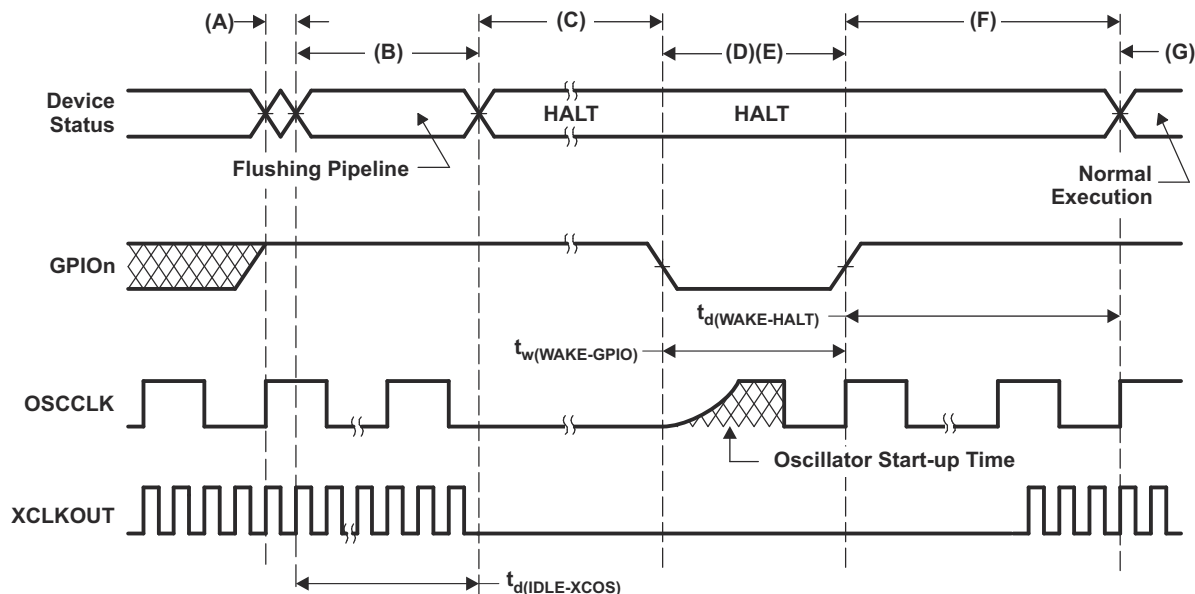 (A)
(B)
(C)
(D)(E)
(F)
(G)
Device
Status
HALT
HALT
Flushing Pipeline
Normal
Execution
GPIOn
td(WAKE-HALT)
tw(WAKE-GPIO)
OSCCLK
Oscillator Start-up Time
XCLKOUT
td(IDLE-XCOS)